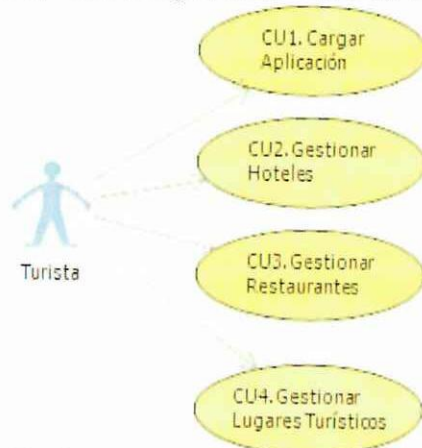 CU1. Cargar
Aplicación
CU2. Gestionar
Hoteles
Turista
CU3. Gestionar
Restaurantes
CU4. Gestionar
Lugares Turísticos